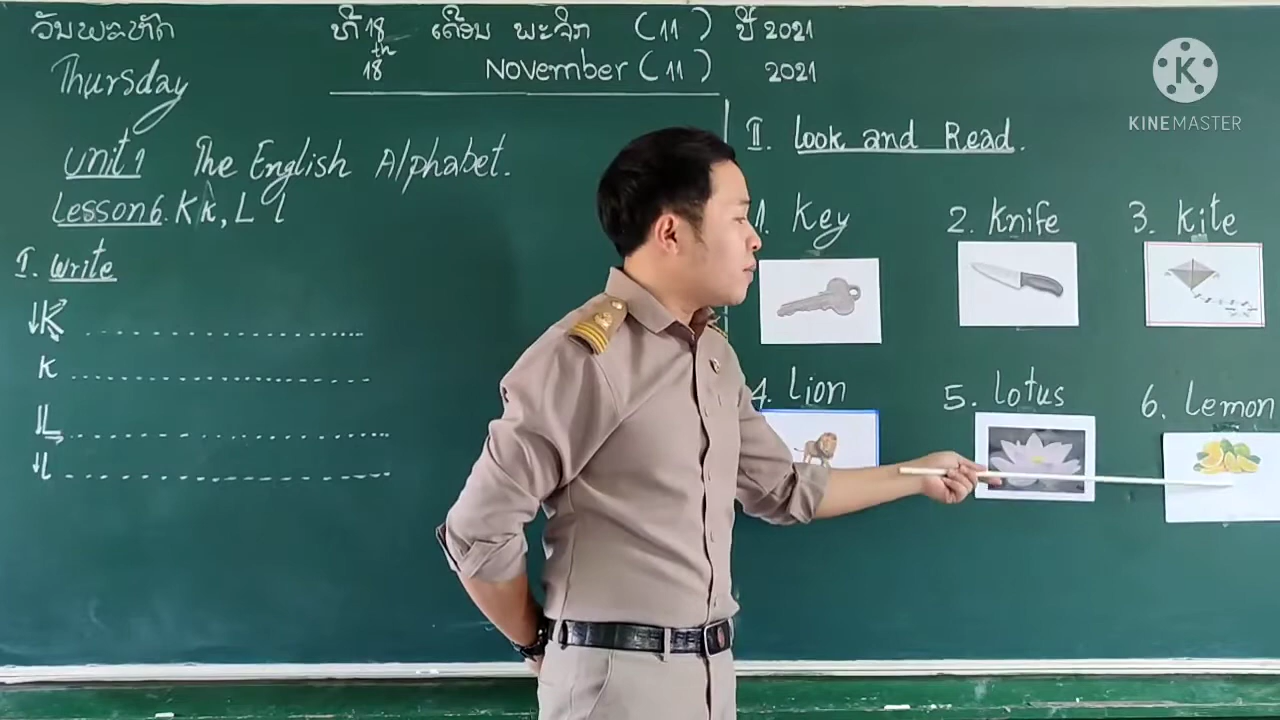 ວັນພະຫັດ ທີ 18 ເດືອນ ພະຈິກ (11) ປີ 2021
Thursday 18th November (11) 2021
Unit 1 The English Alphabet.
Lesson 6. K k, L l
I. Write
K
k
L
l
II. Look and Read.
1. Key 2. Knife 3. Kite
4. Lion 5. Lotus 6. Lemon
K
KINEMASTER